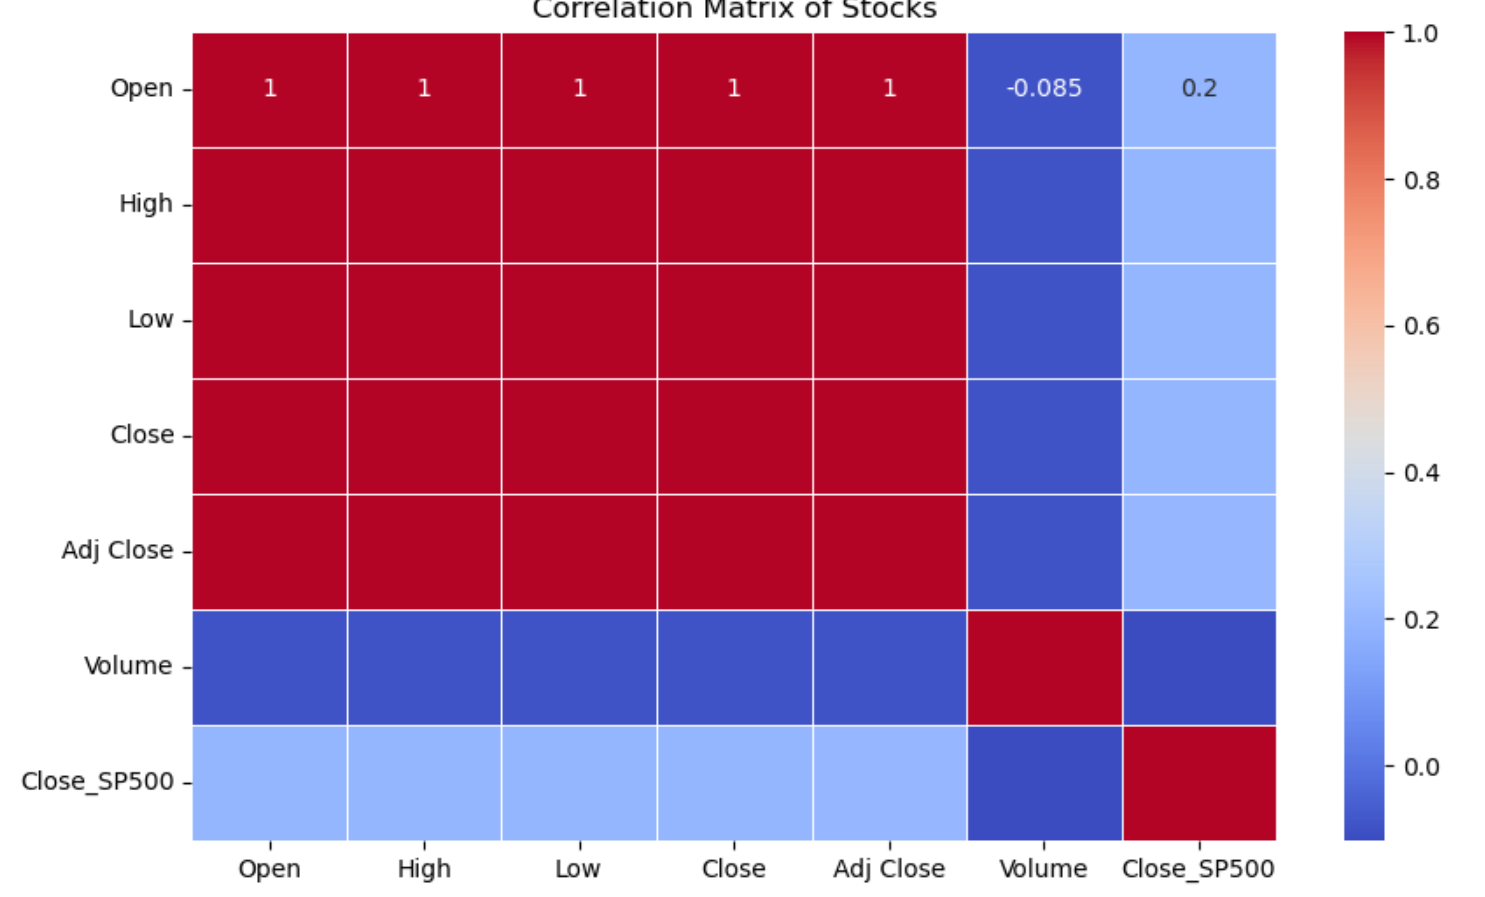 Correlation Matrix of Stocks
1.0
Open
1 1 1 1 1 -0.085 0.2
0.8
High
Low
0.6
Close
0.4
Adj Close
0.2
Volume
0.0
Close_SP500
Open High Low Close Adj Close Volume Close_SP500